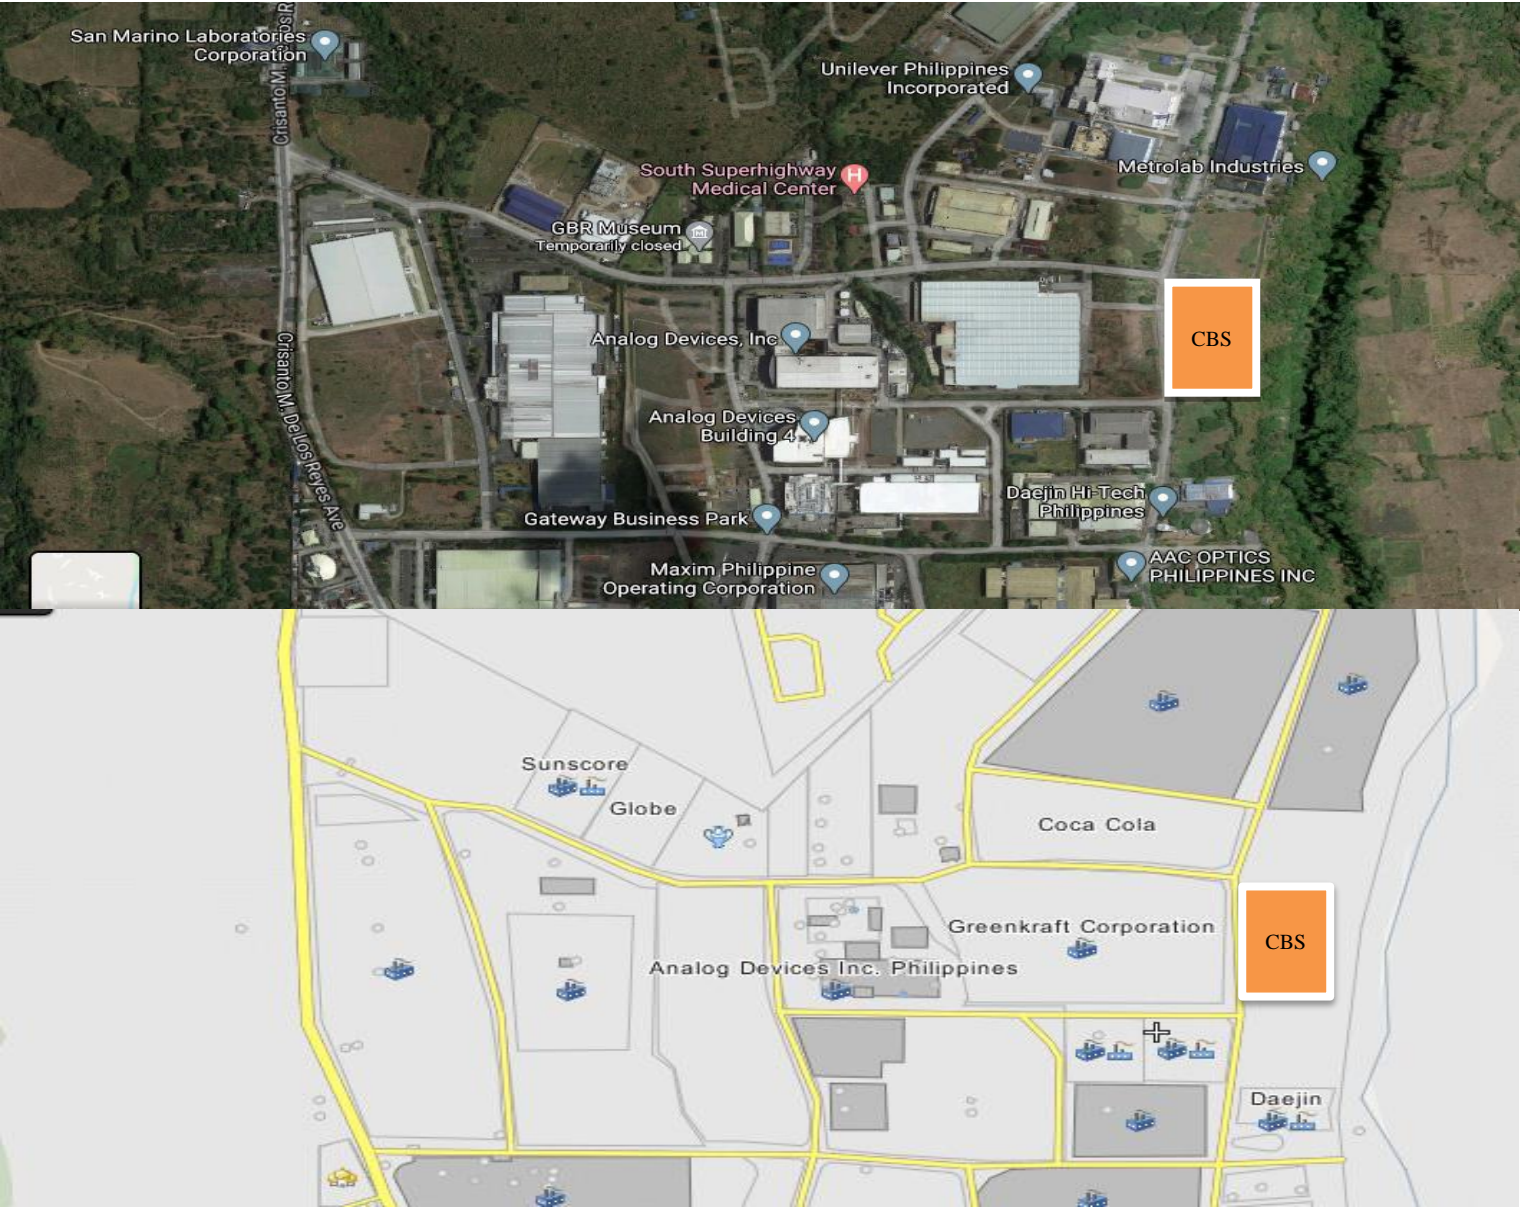 San Marino Laboratories
Corporation
Crisanto M. De Los R
Unilever Philippines
Incorporated
South Superhighway
Medical Center
Metrolab Industries
GBR Museum
Temporarily closed
CBS
Analog Devices, Inc
Crisanto M. De Los Reyes Ave
Analog Devices
Building 4
Daejin Hi-Tech
Philippines
Gateway Business Park
AAC OPTICS
PHILIPPINES INC
Maxim Philippine
Operating Corporation
Sunscore
Globe
Coca Cola
Greenkraft Corporation
CBS
Analog Devices Inc. Philippines
Daejin